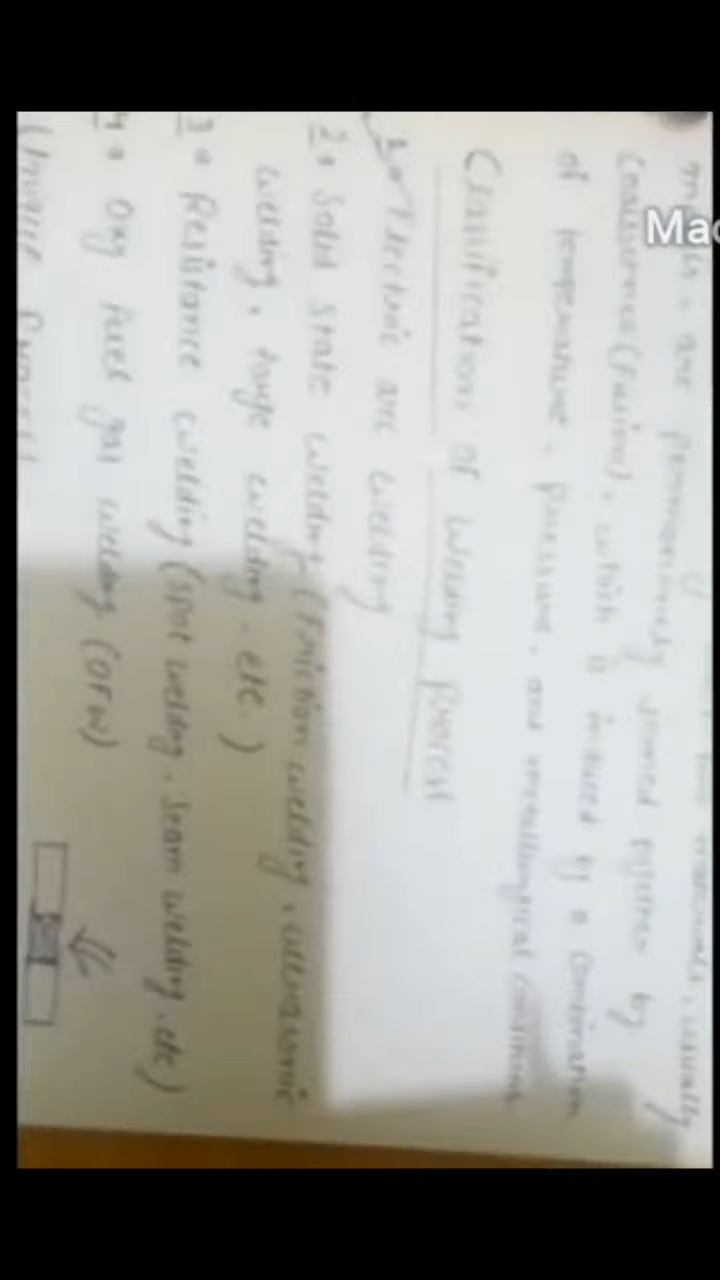 metals, are permanently joined together by
Coalescence (fusion), which is induced by a combination
of temperature, pressure, and metallurgical conditions
Classification of welding process
1. Electronic arc welding
2. Solid state welding (Friction welding, ultrasonic
welding, forge welding, etc.)
3. Resistance welding (spot welding, seam welding, etc)
4. Oxy fuel gas welding (OFW)
Mac